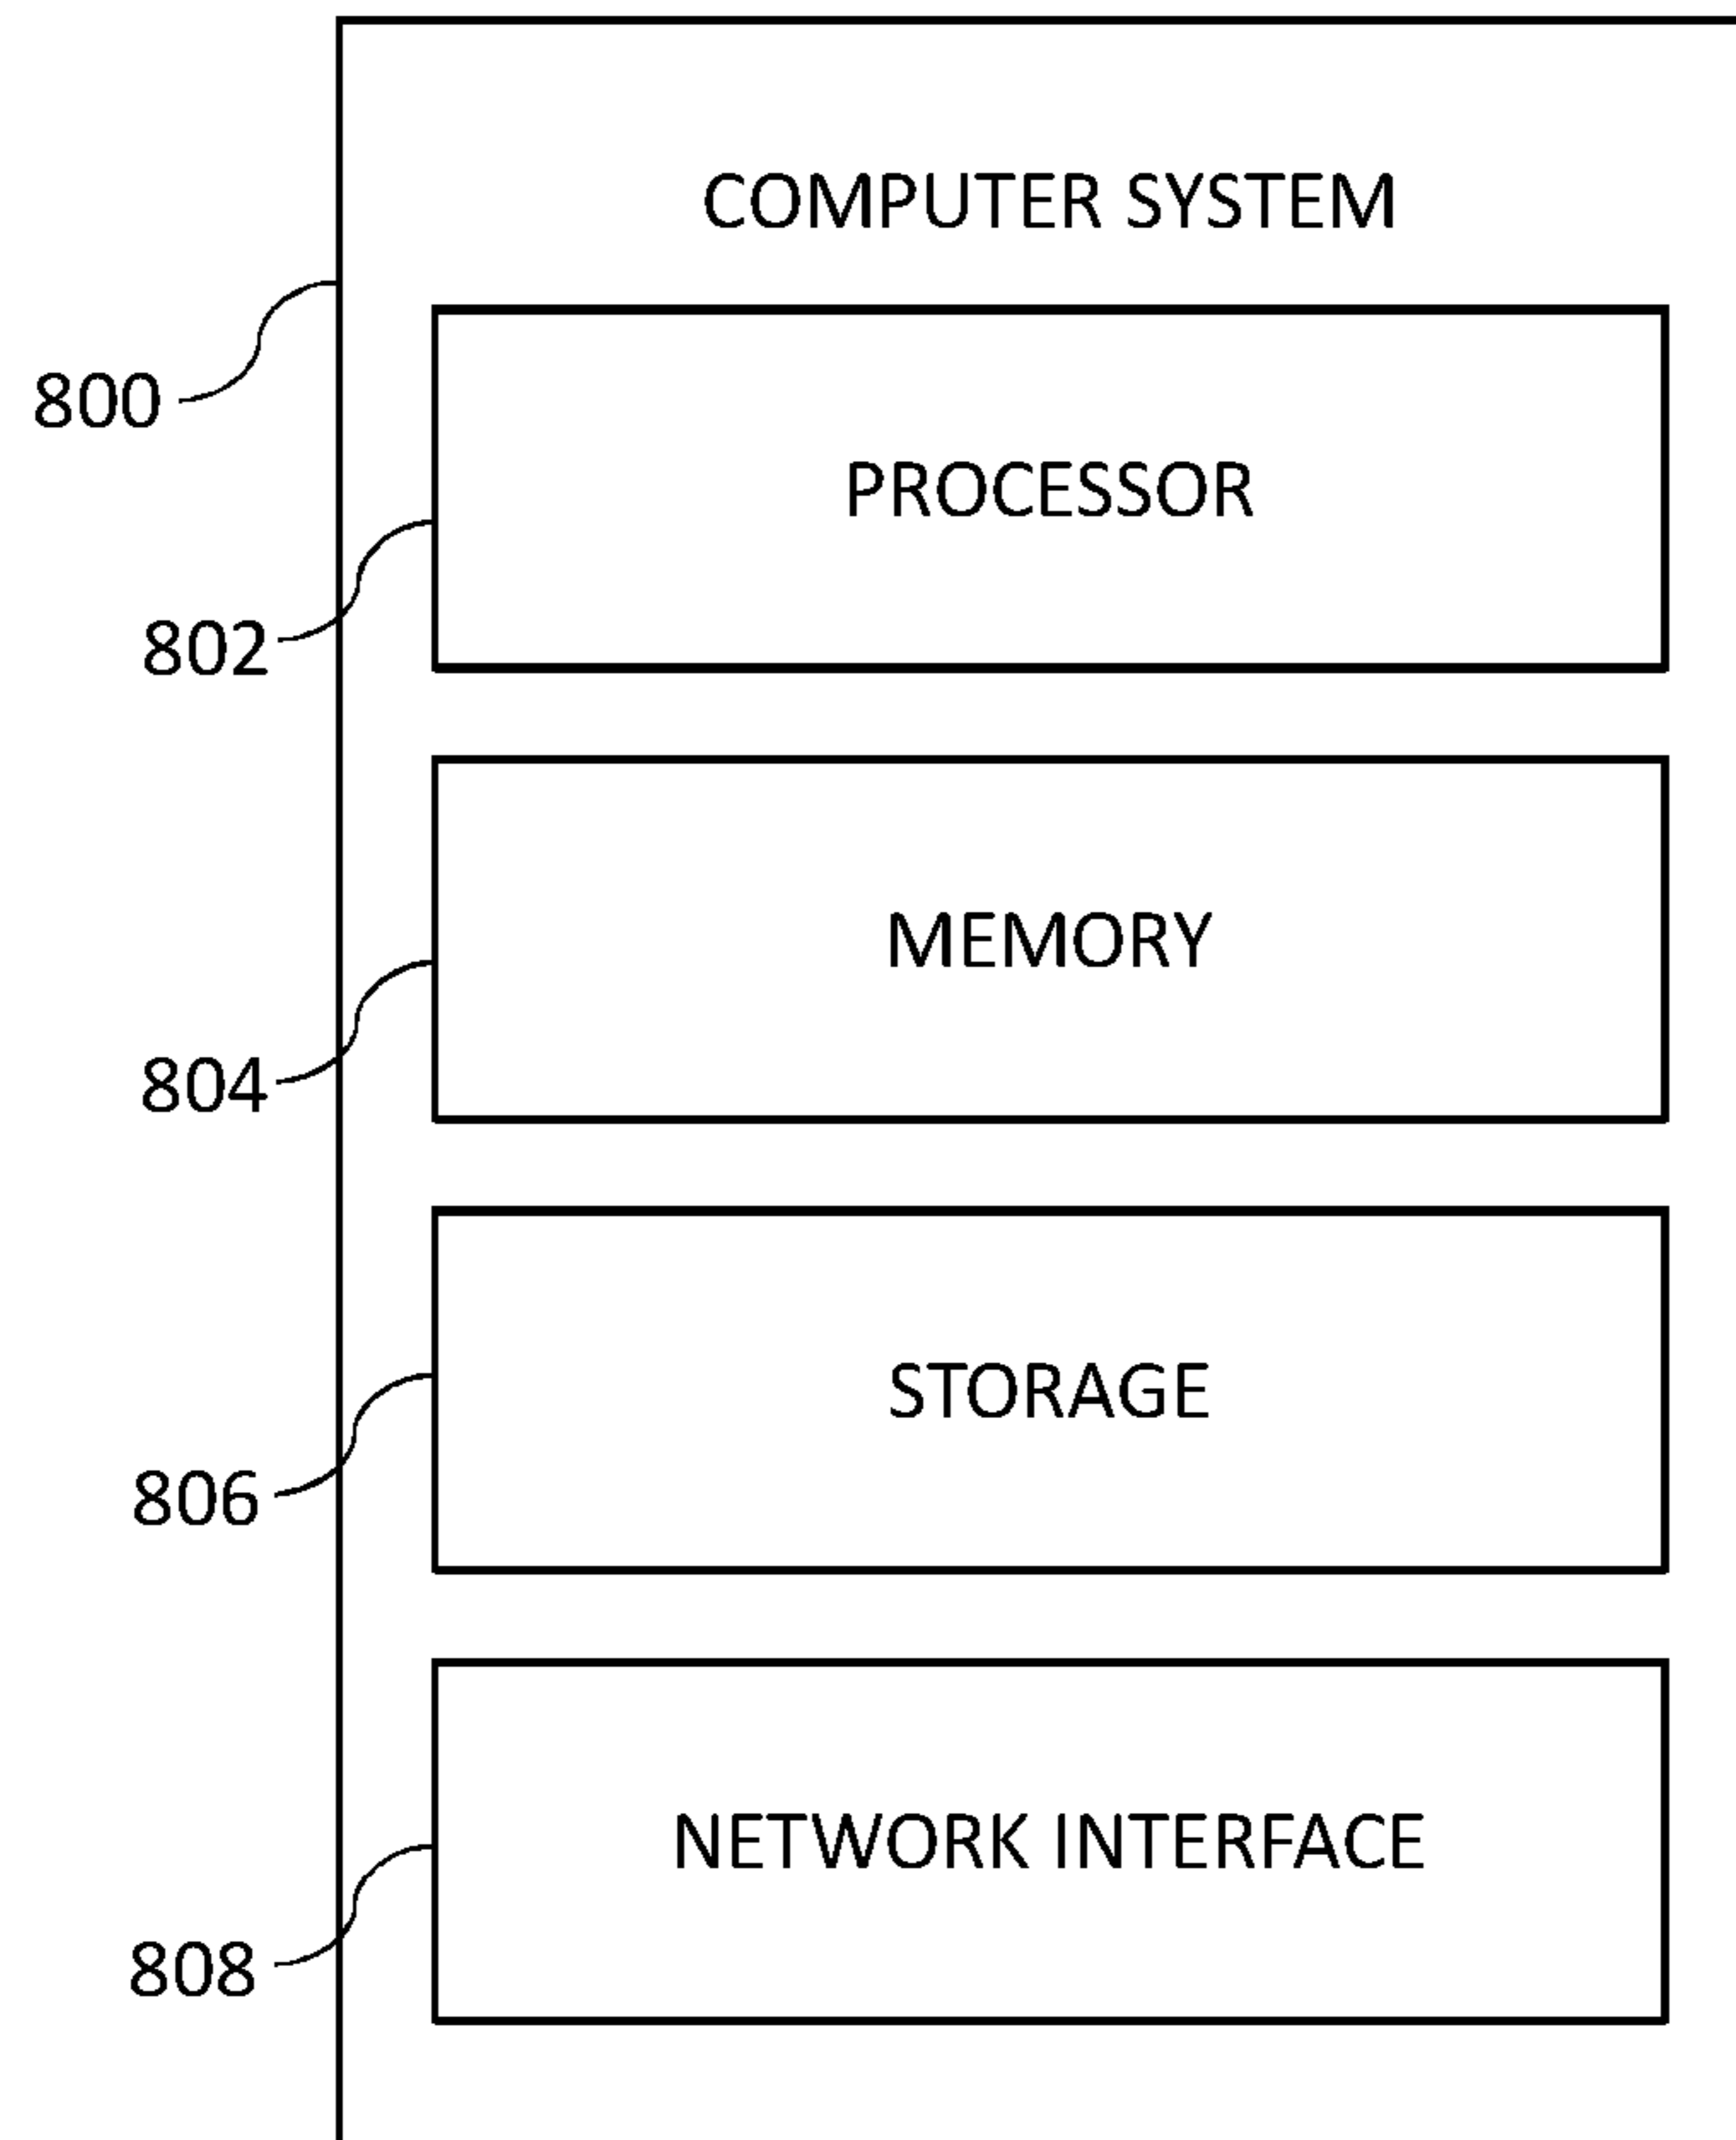 COMPUTER SYSTEM
800
PROCESSOR
802
MEMORY
804
STORAGE
806
NETWORK INTERFACE
808